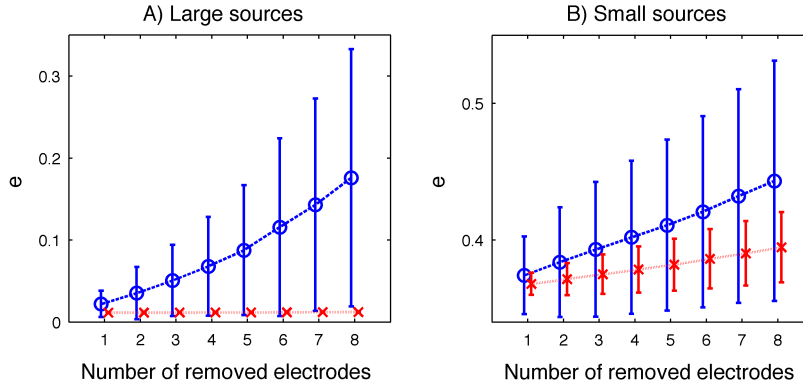 A) Large sources
0.3
0.2
0.1
0
e
1 2 3 4 5 6 7 8
Number of removed electrodes
B) Small sources
0.5
0.4
e
1 2 3 4 5 6 7 8
Number of removed electrodes